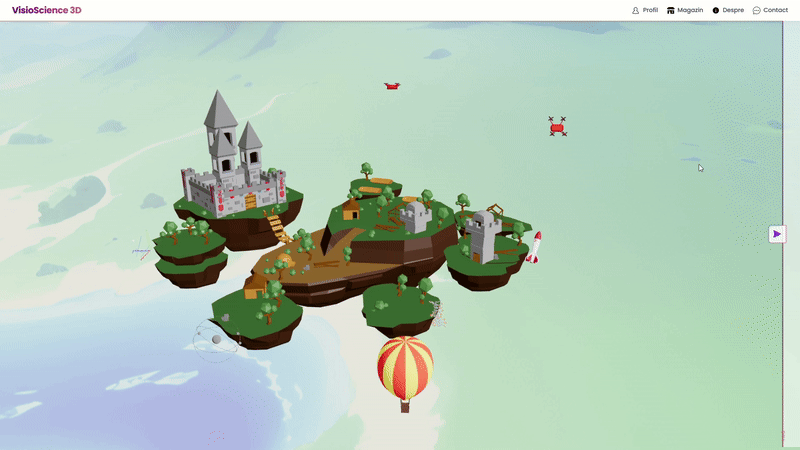 VisioScience 3D
Profil
Magazin
Despre
Contact